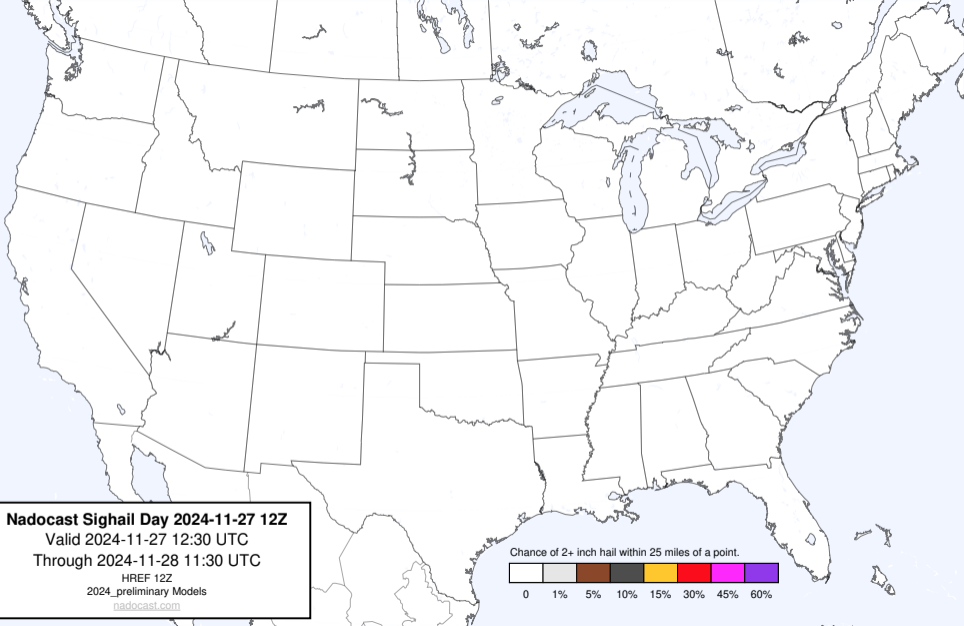 Nadocast Sighail Day 2024-11-27 12Z
Valid 2024-11-27 12:30 UTC
Through 2024-11-28 11:30 UTC
HREF 12Z
2024_preliminary Models
nadocast.com
Chance of 2+ inch hail within 25 miles of a point.
0 1% 5% 10% 15% 30% 45% 60%